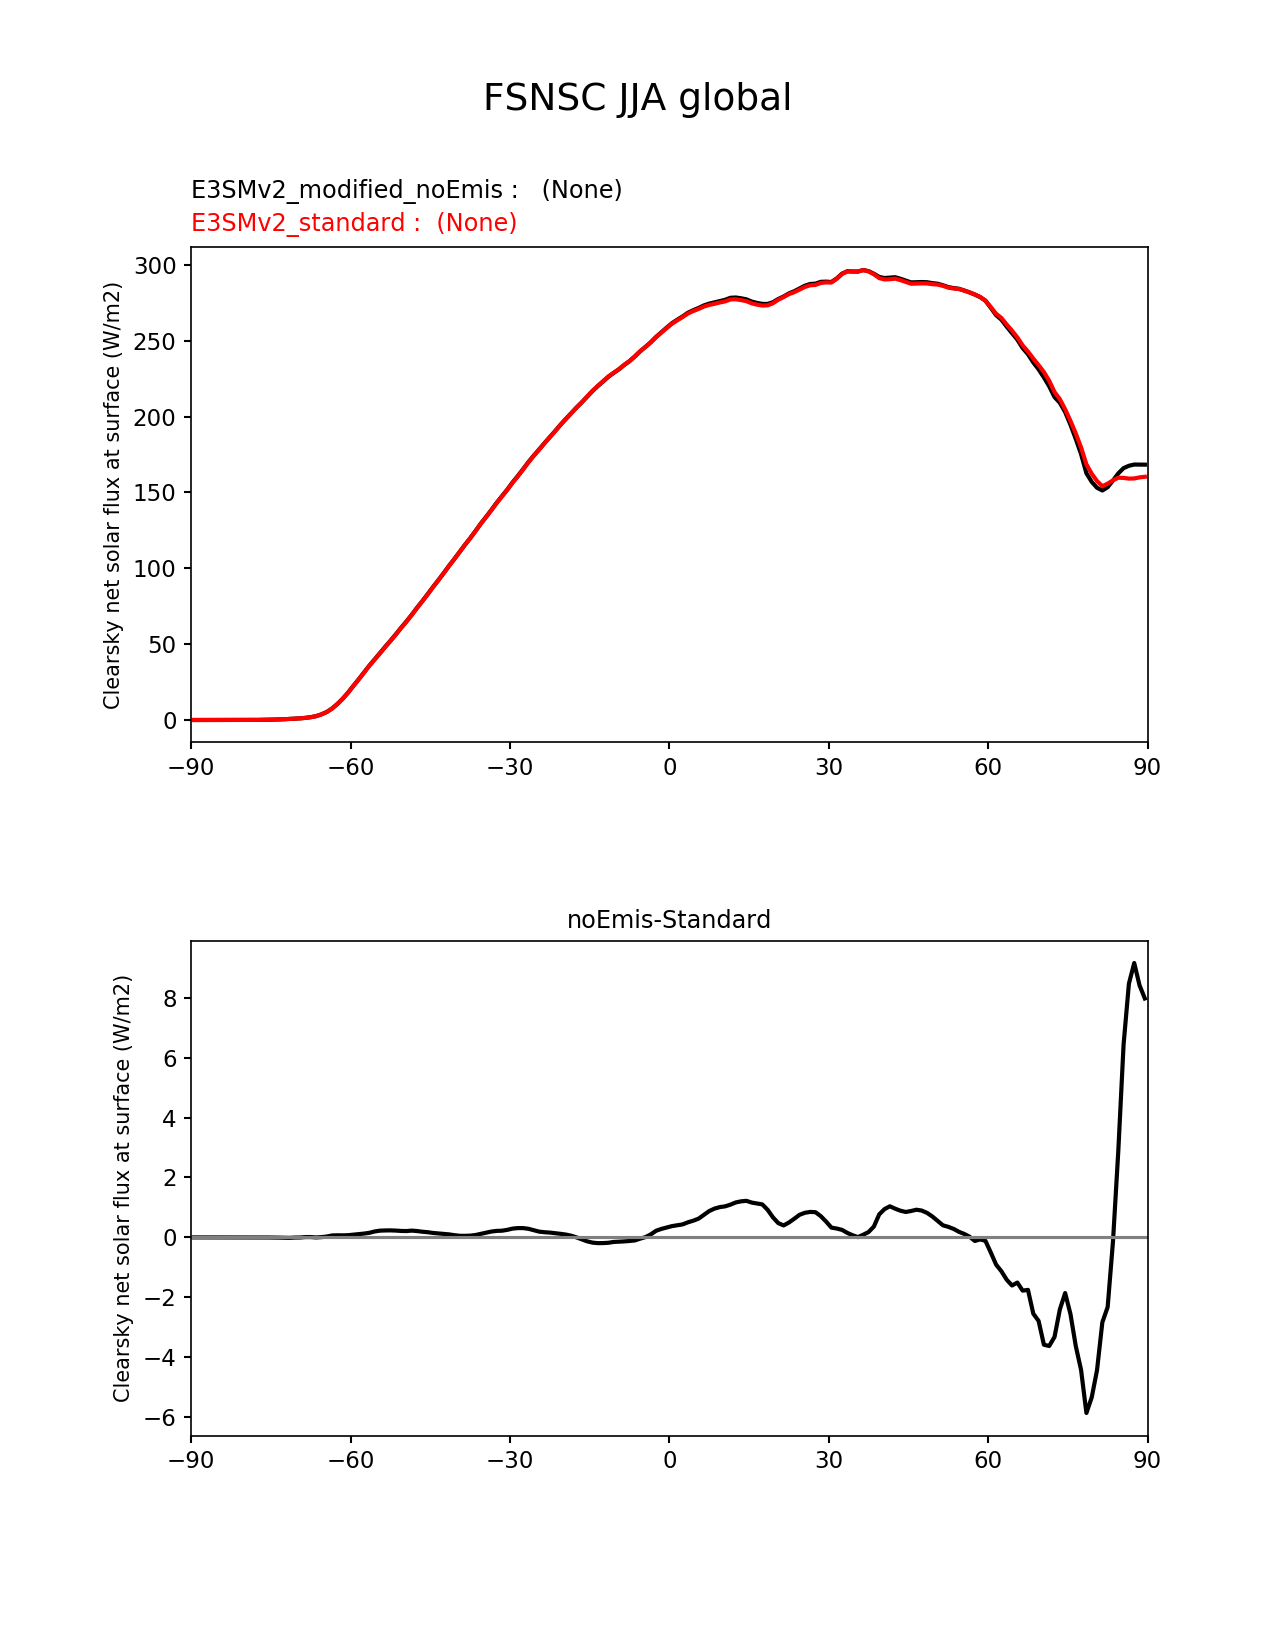 FSNSC JJA global
E3SMv2_modified_noEmis :   (None)
E3SMv2_standard :  (None)
Clearsky net solar flux at surface (W/m2)
300
250
200
150
100
50
0
−90 −60 −30 0 30 60 90
noEmis-Standard
Clearsky net solar flux at surface (W/m2)
8
6
4
2
0
−2
−4
−6
−90 −60 −30 0 30 60 90